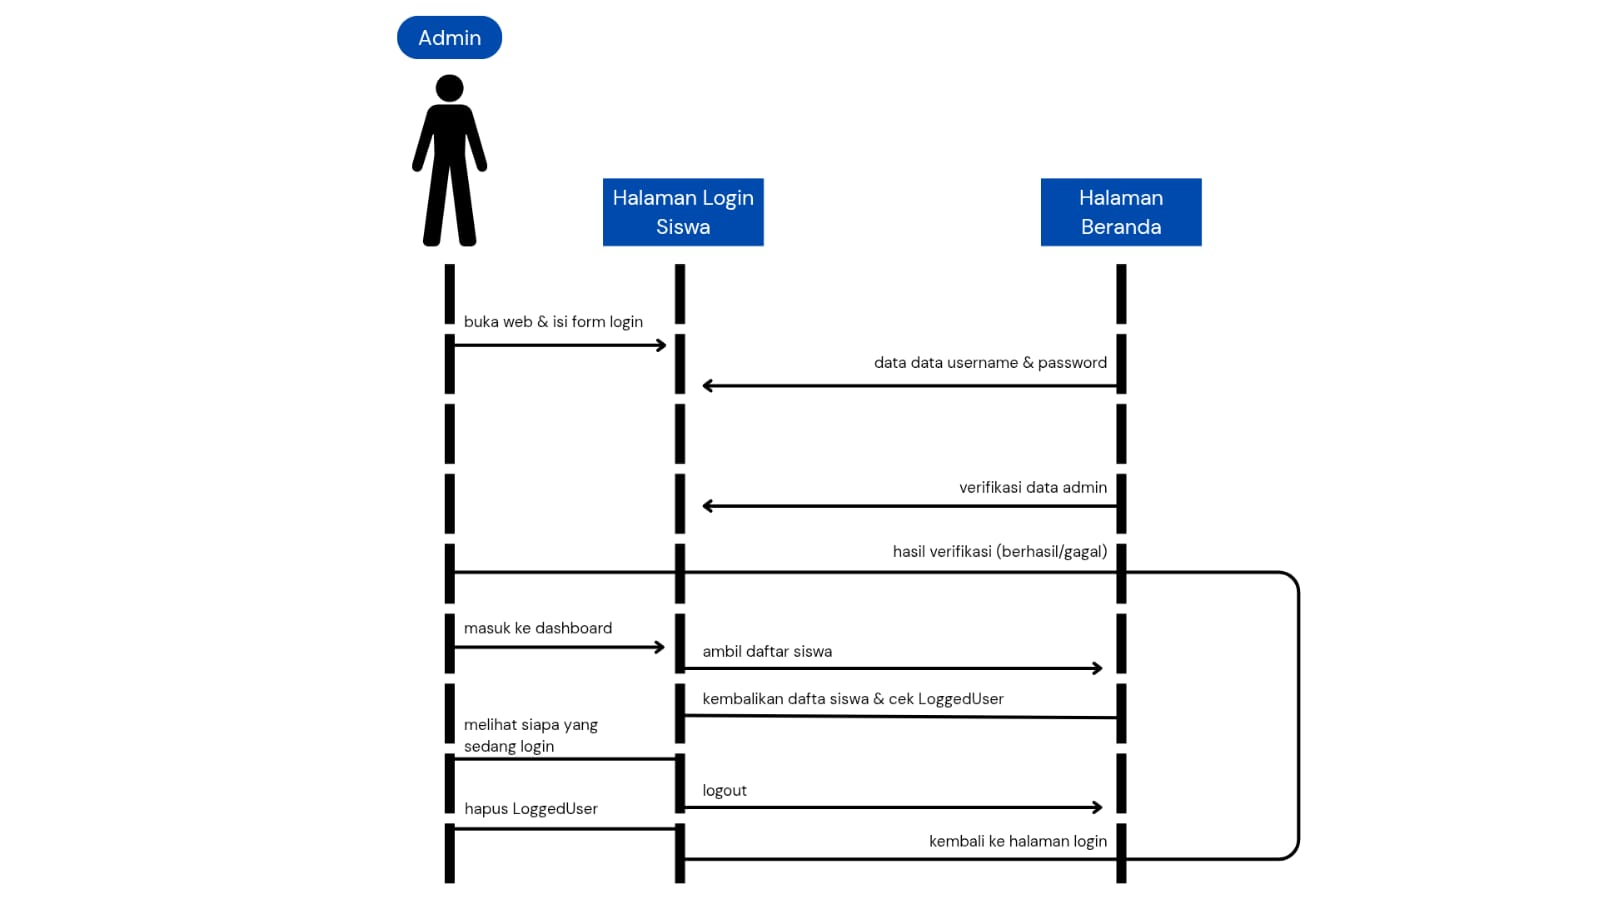 Admin
Halaman Login
Siswa
Halaman
Beranda
buka web & isi form login
data data username & password
verifikasi data admin
hasil verifikasi (berhasil/gagal)
masuk ke dashboard
ambil daftar siswa
kembalikan dafta siswa & cek LoggedUser
melihat siapa yang
sedang login
logout
hapus LoggedUser
kembali ke halaman login